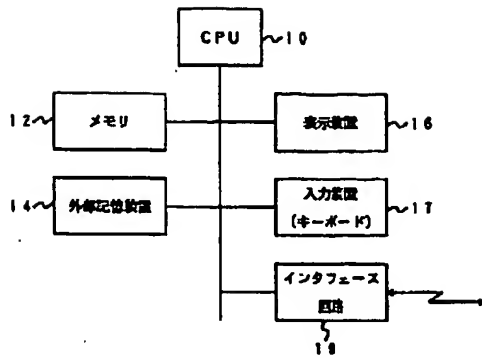 CPU
10
12
メモリ
表示装置
16
14
外部記憶装置
入力装置
(キーボード)
17
インタフェース
回路